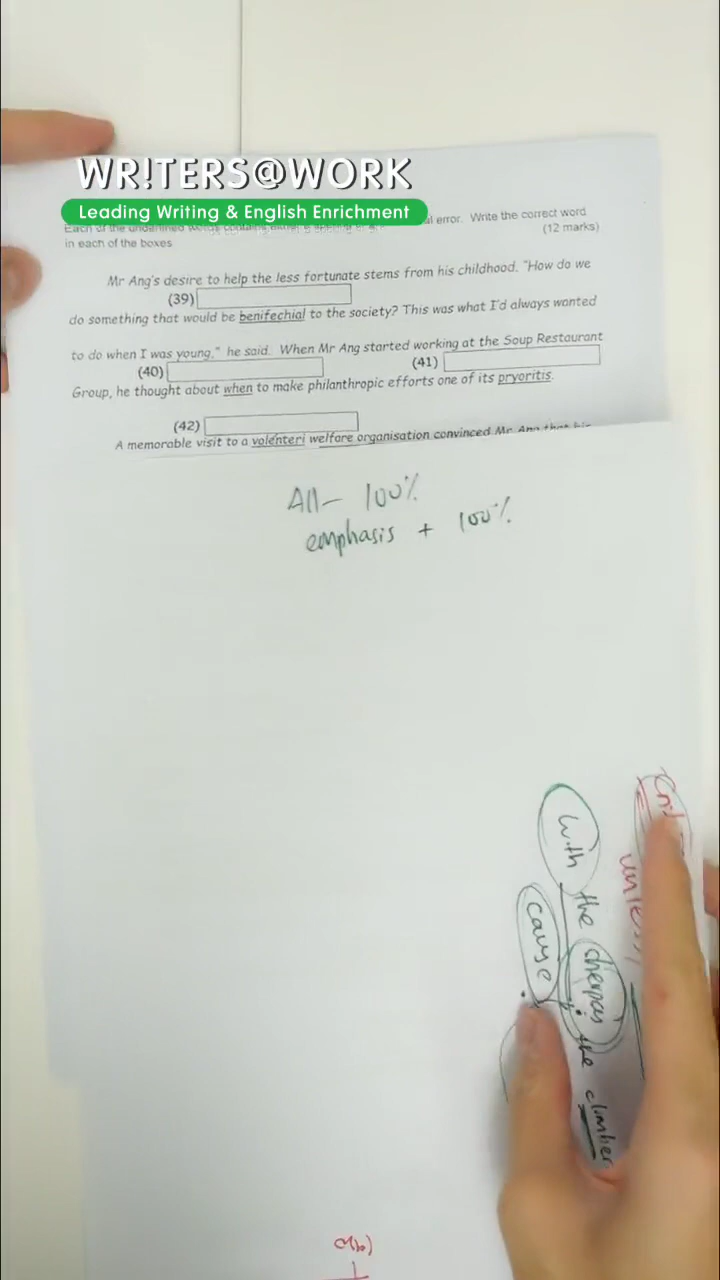 WR!TERS@WORK
Leading Writing & English Enrichment
Each of the underlined words contains either a error. Write the correct word
in each of the boxes
(12 marks)
Mr Ang's desire to help the less fortunate stems from his childhood. "How do we
(39)
do something that would be benifechial to the society? This was what I'd always wanted
to do when I was young," he said. When Mr Ang started working at the Soup Restaurant
(40) (41)
Group, he thought about when to make philanthropic efforts one of its pryoritis.
(42)
A memorable visit to a volenteri welfare organisation convinced Mr Ang that his
All – 100%
emphasis + 100%
with the sherpas the climber
cause